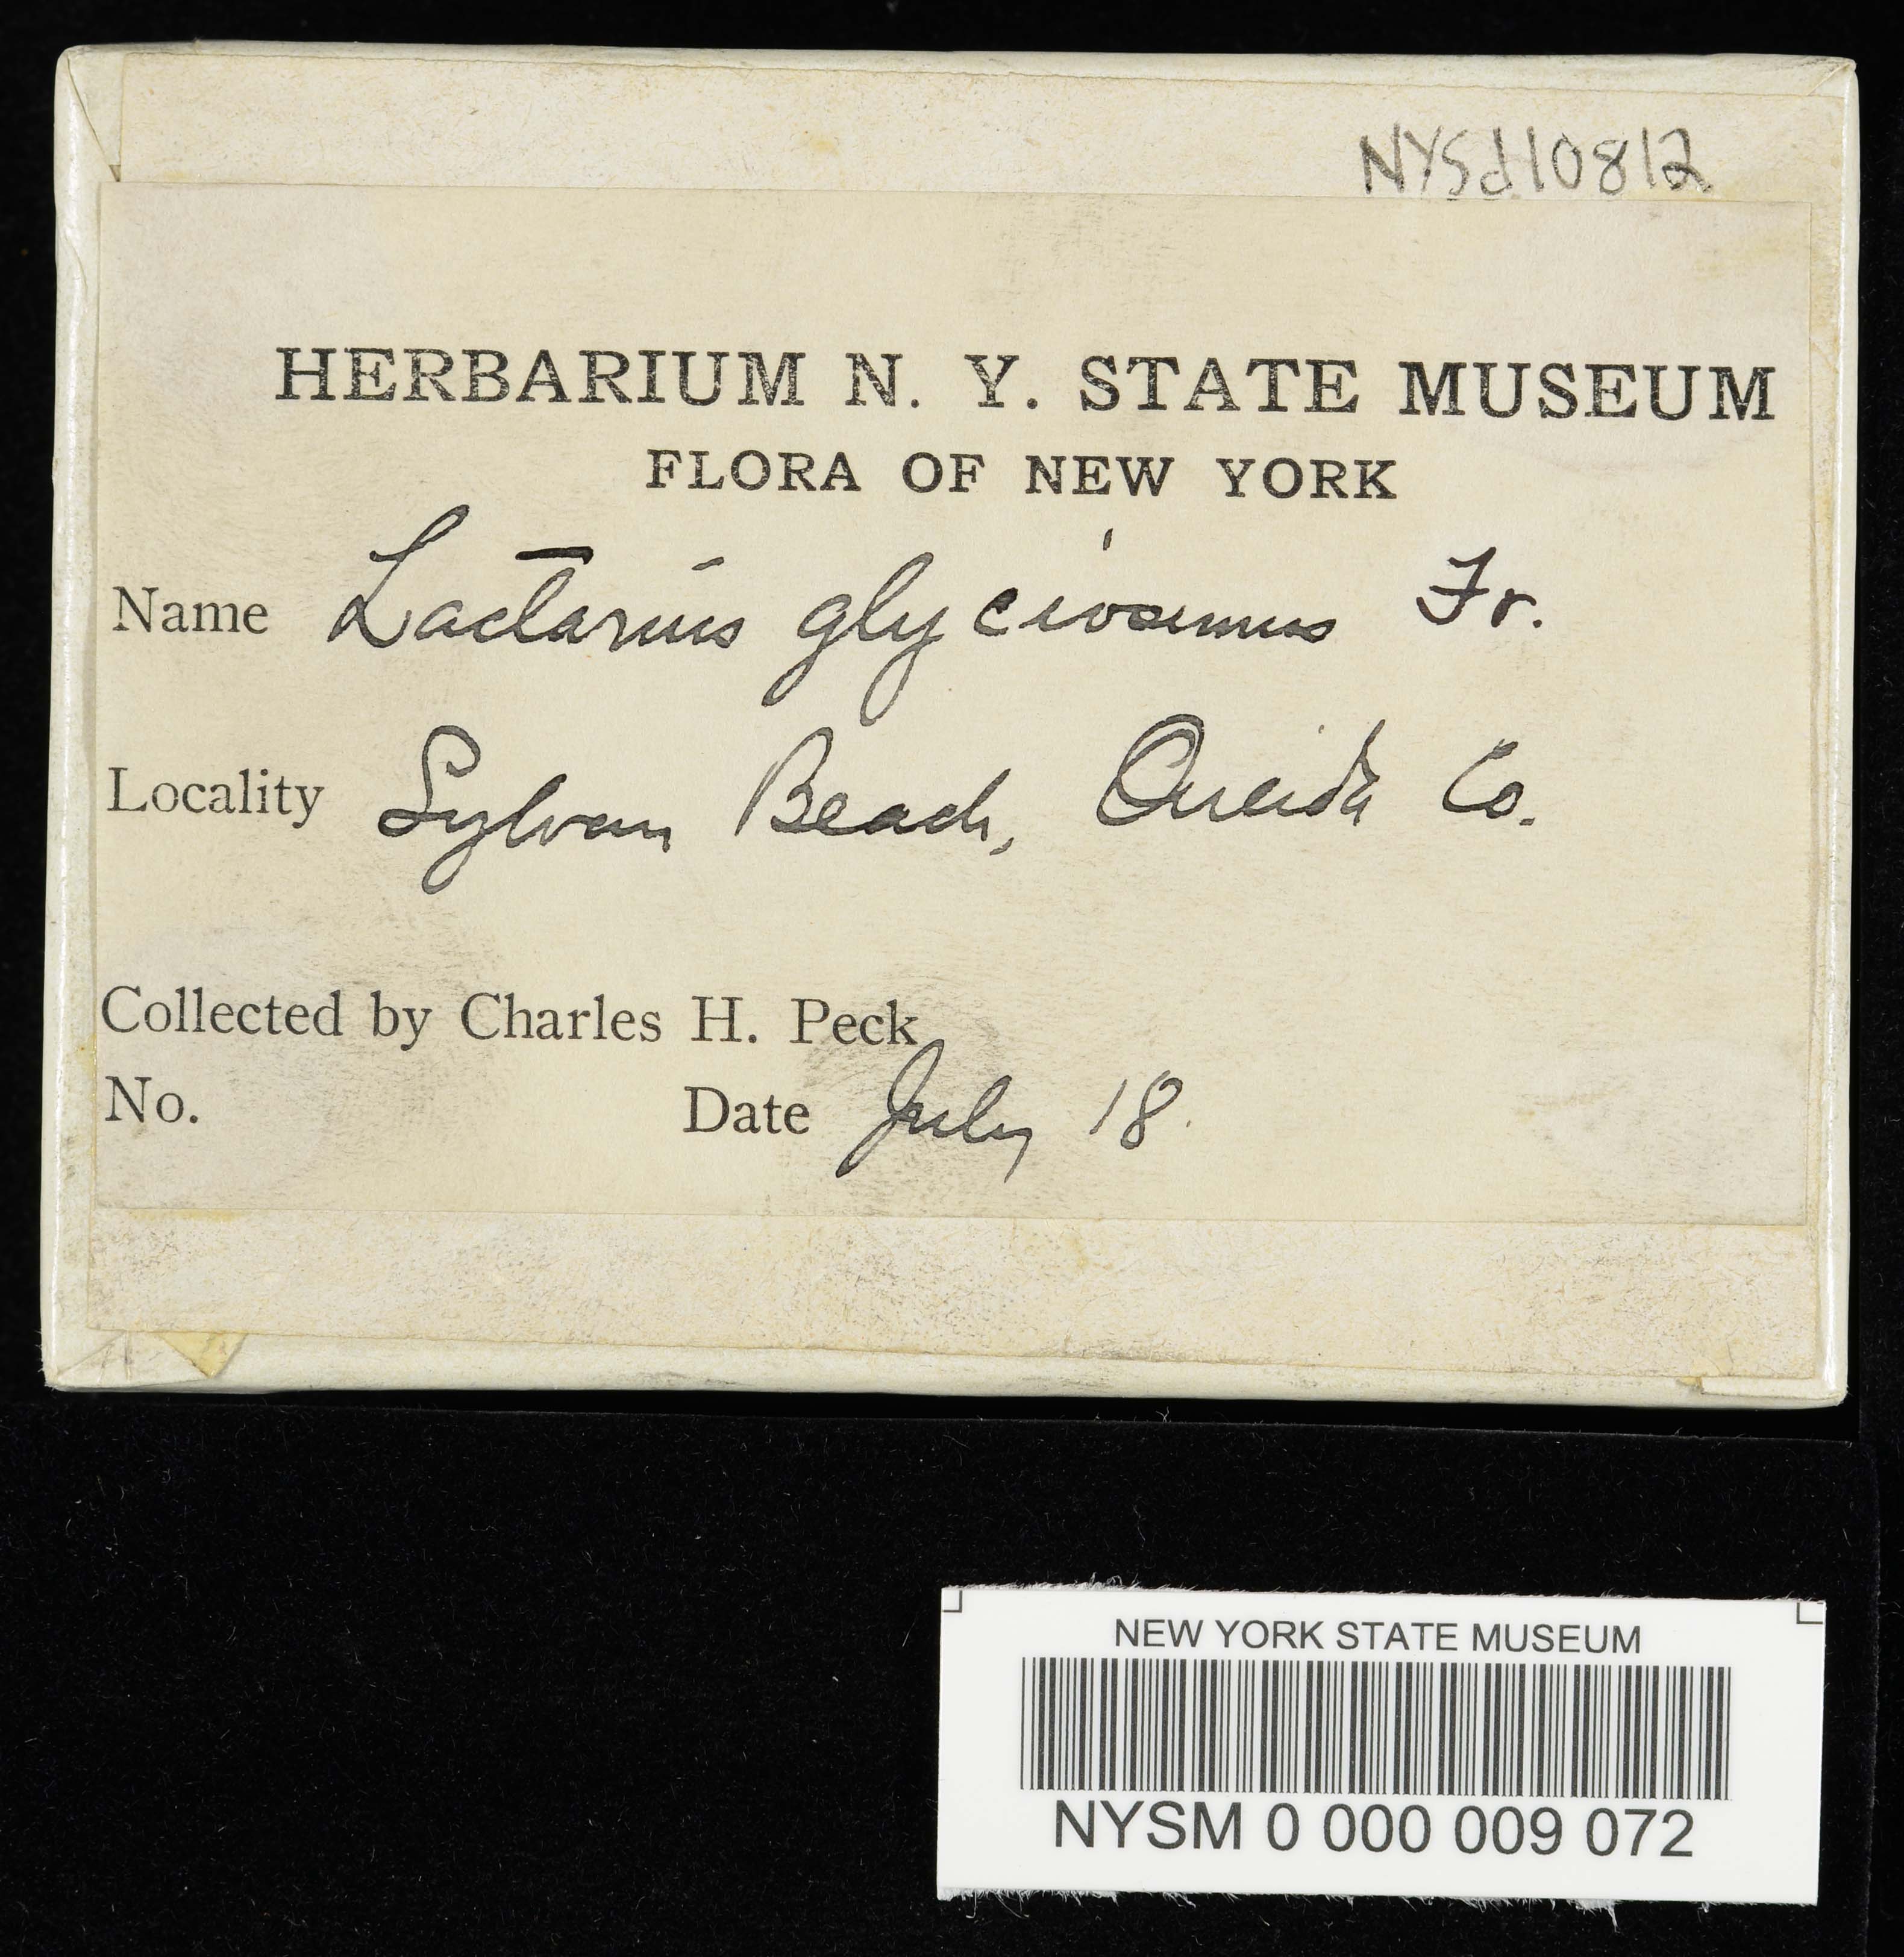 NYSd10812
HERBARIUM N. Y. STATE MUSEUM
FLORA OF NEW YORK
Name Lactarius glyciosmus Fr.
Locality Sylvan Beach, Oneida Co.
Collected by Charles H. Peck
No. Date July 18.
NEW YORK STATE MUSEUM
NYSM 0 000 009 072